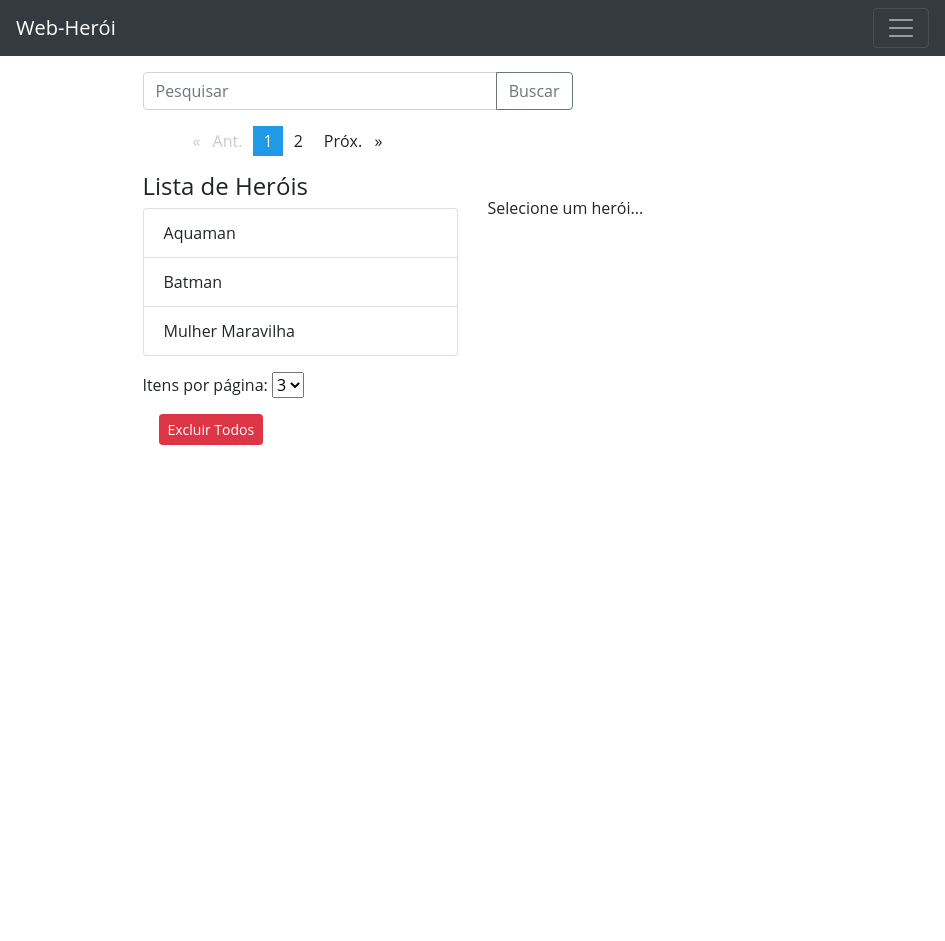 Web-Herói
Pesquisar Buscar
« Ant. 1 2 Próx. »
Lista de Heróis
Selecione um herói...
Aquaman
Batman
Mulher Maravilha
Itens por página: 3
Excluir Todos